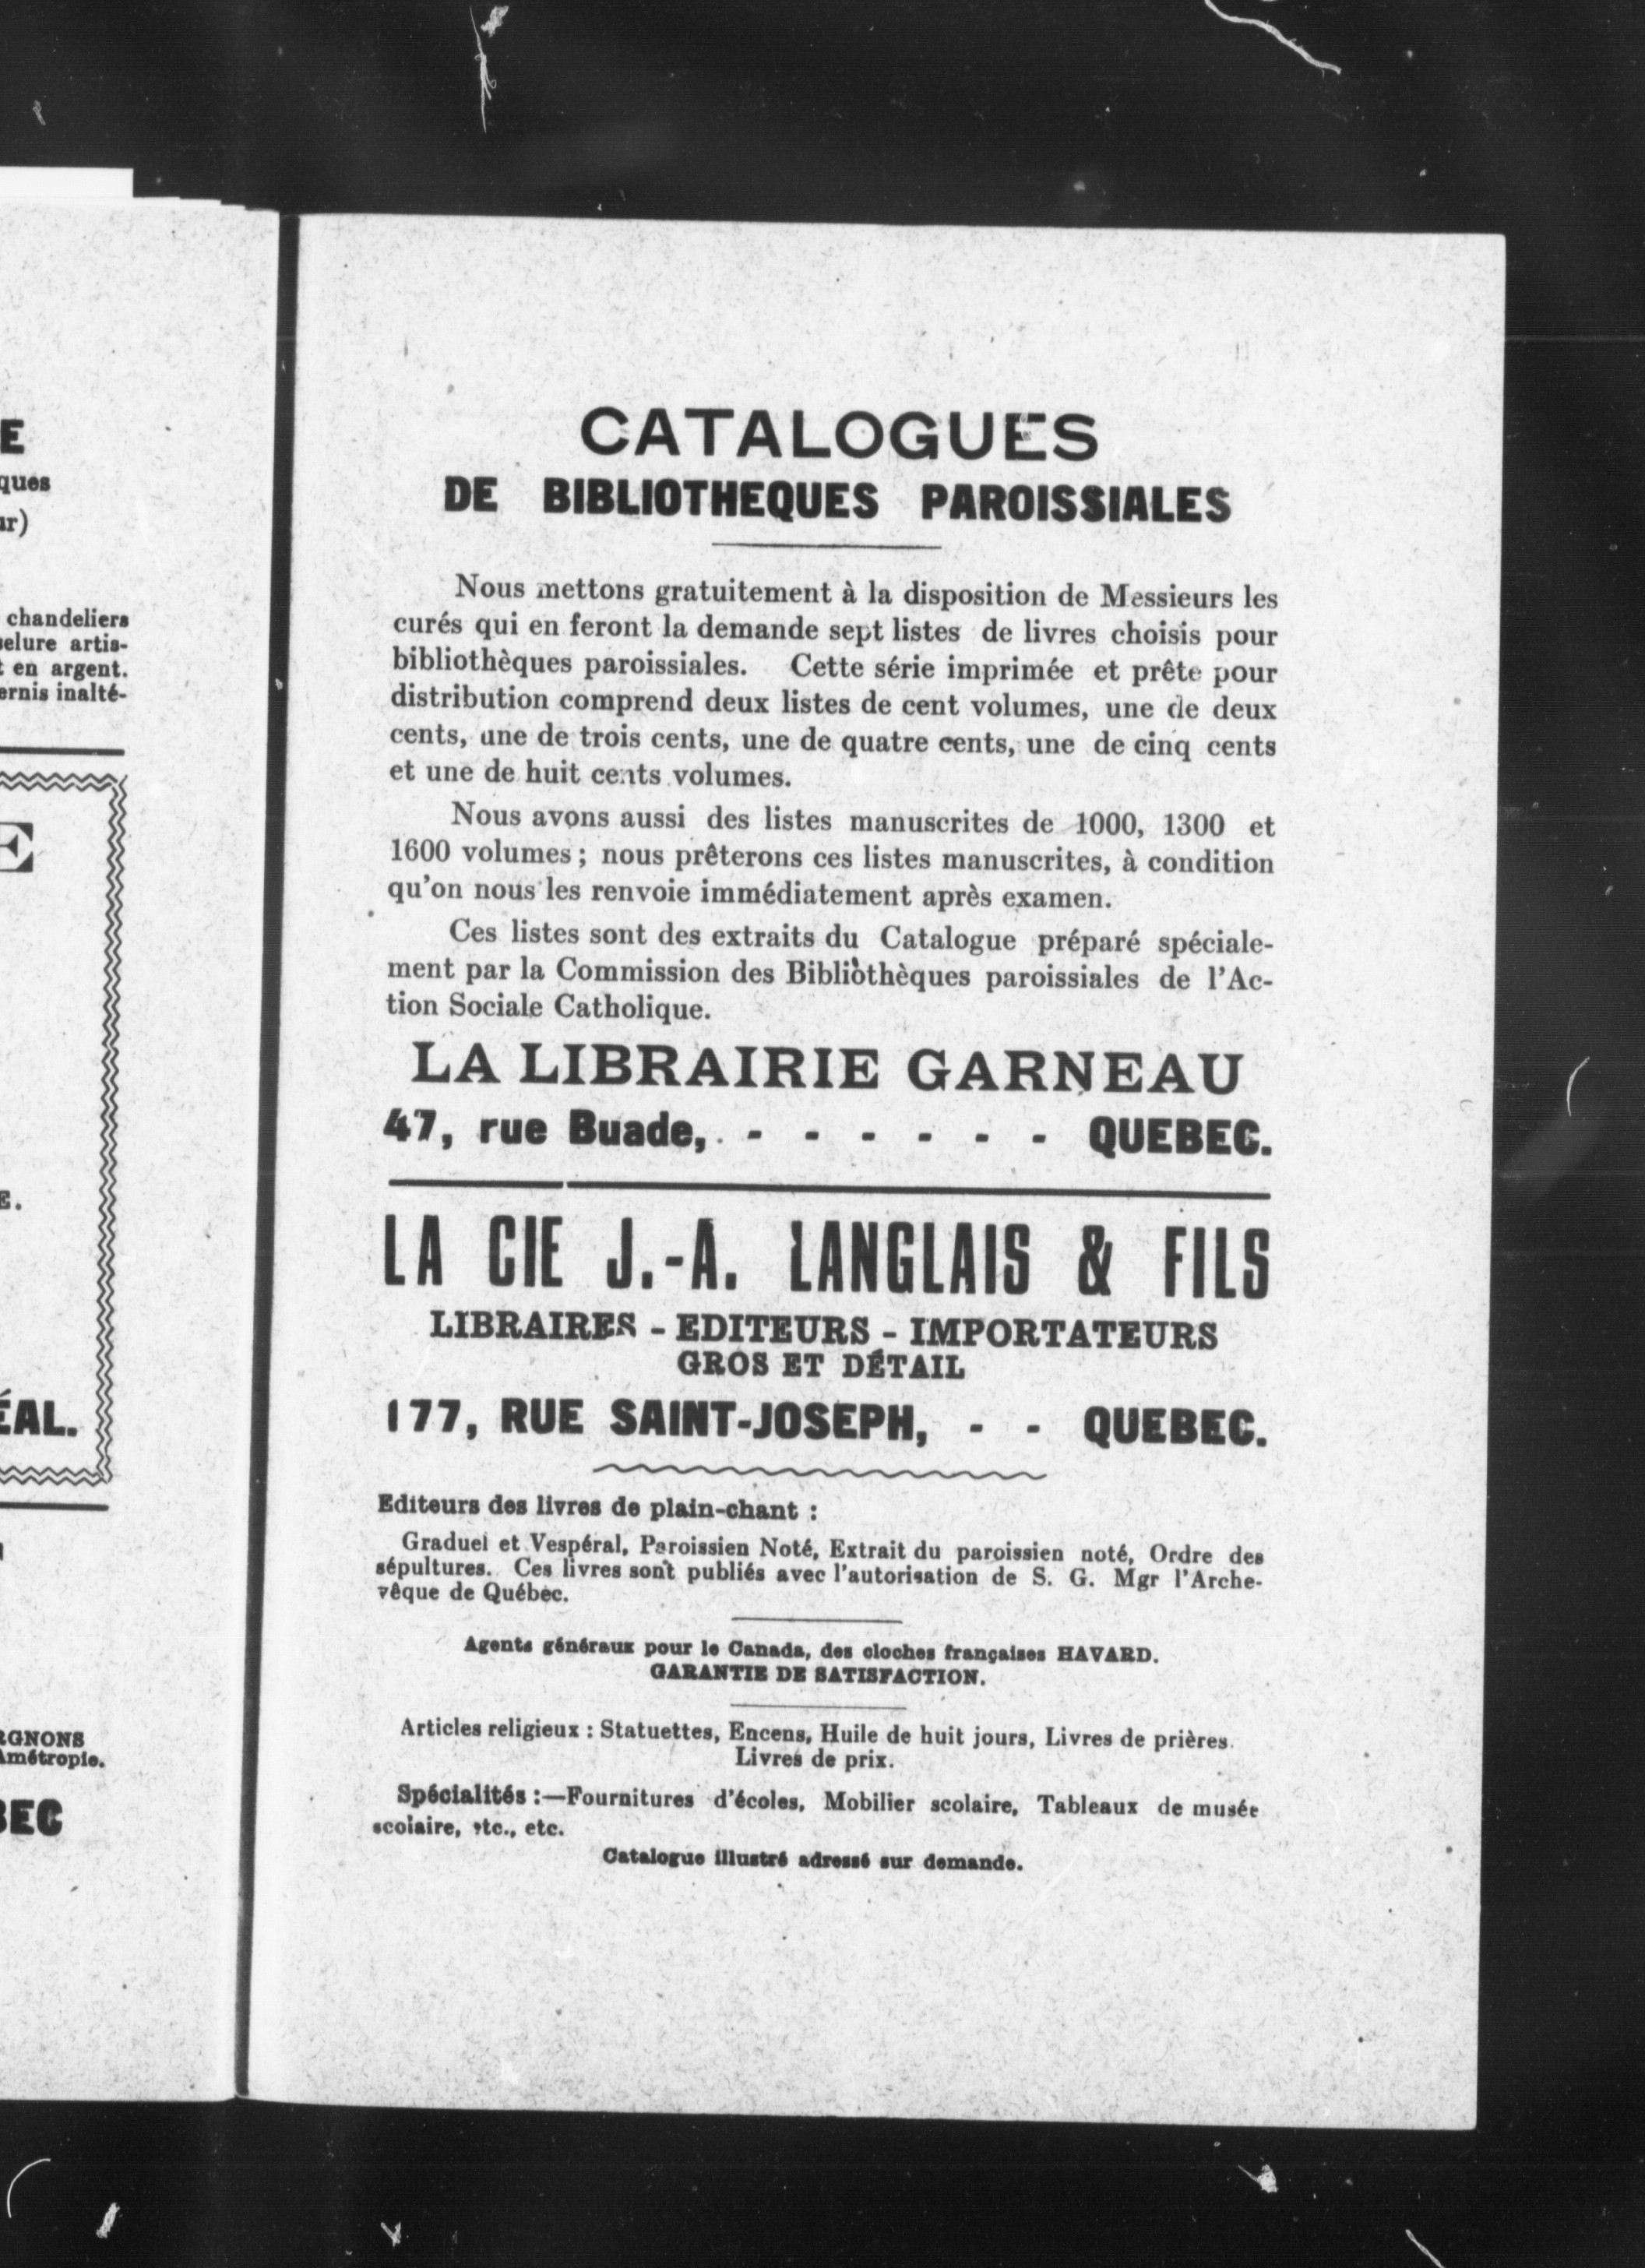 E
ques
chandeliers
artis-
en argent.
inalté-
E
E.
ÉAL.
Amétropie.
CATALOGUES
DE BIBLIOTHEQUES PAROISSIALES
Nous mettons gratuitement à la disposition de Messieurs les
curés qui en feront la demande sept listes de livres choisis pour
bibliothèques paroissiales. Cette série imprimée et prête pour
distribution comprend deux listes de cent volumes, une de deux
cents, une de trois cents, une de quatre cents, une de cinq cents
et une de huit cents volumes.
Nous avons aussi des listes manuscrites de 1000, 1300 et
1600 volumes ; nous prêterons ces listes manuscrites, à condition
qu'on nous les renvoie immédiatement après examen.
Ces listes sont des extraits du Catalogue préparé spéciale-
ment par la Commission des Bibliothèques paroissiales de l'Ac-
tion Sociale Catholique.
LA LIBRAIRIE GARNEAU
47, rue Buade, - - - - - - QUEBEC.
LA CIE J.-A. LANGLAIS & FILS
LIBRAIRES - EDITEURS - IMPORTATEURS
GROS ET DÉTAIL
177, RUE SAINT-JOSEPH, - - QUEBEC.
Editeurs des livres de plain-chant :
Graduel et Vespéral, Paroissien Noté, Extrait du paroissien noté, Ordre des
sépultures. Ces livres sont publiés avec l'autorisation de S. G. Mgr l'Arche-
vêque de Québec.
Agents généraux pour le Canada, des cloches françaises HAVARD.
GARANTIE DE SATISFACTION.
Articles religieux : Statuettes, Encens, Huile de huit jours, Livres de prières.
Livres de prix.
Spécialités :—Fournitures d'écoles, Mobilier scolaire, Tableaux de musée
scolaire, etc., etc.
Catalogue illustré adressé sur demande.